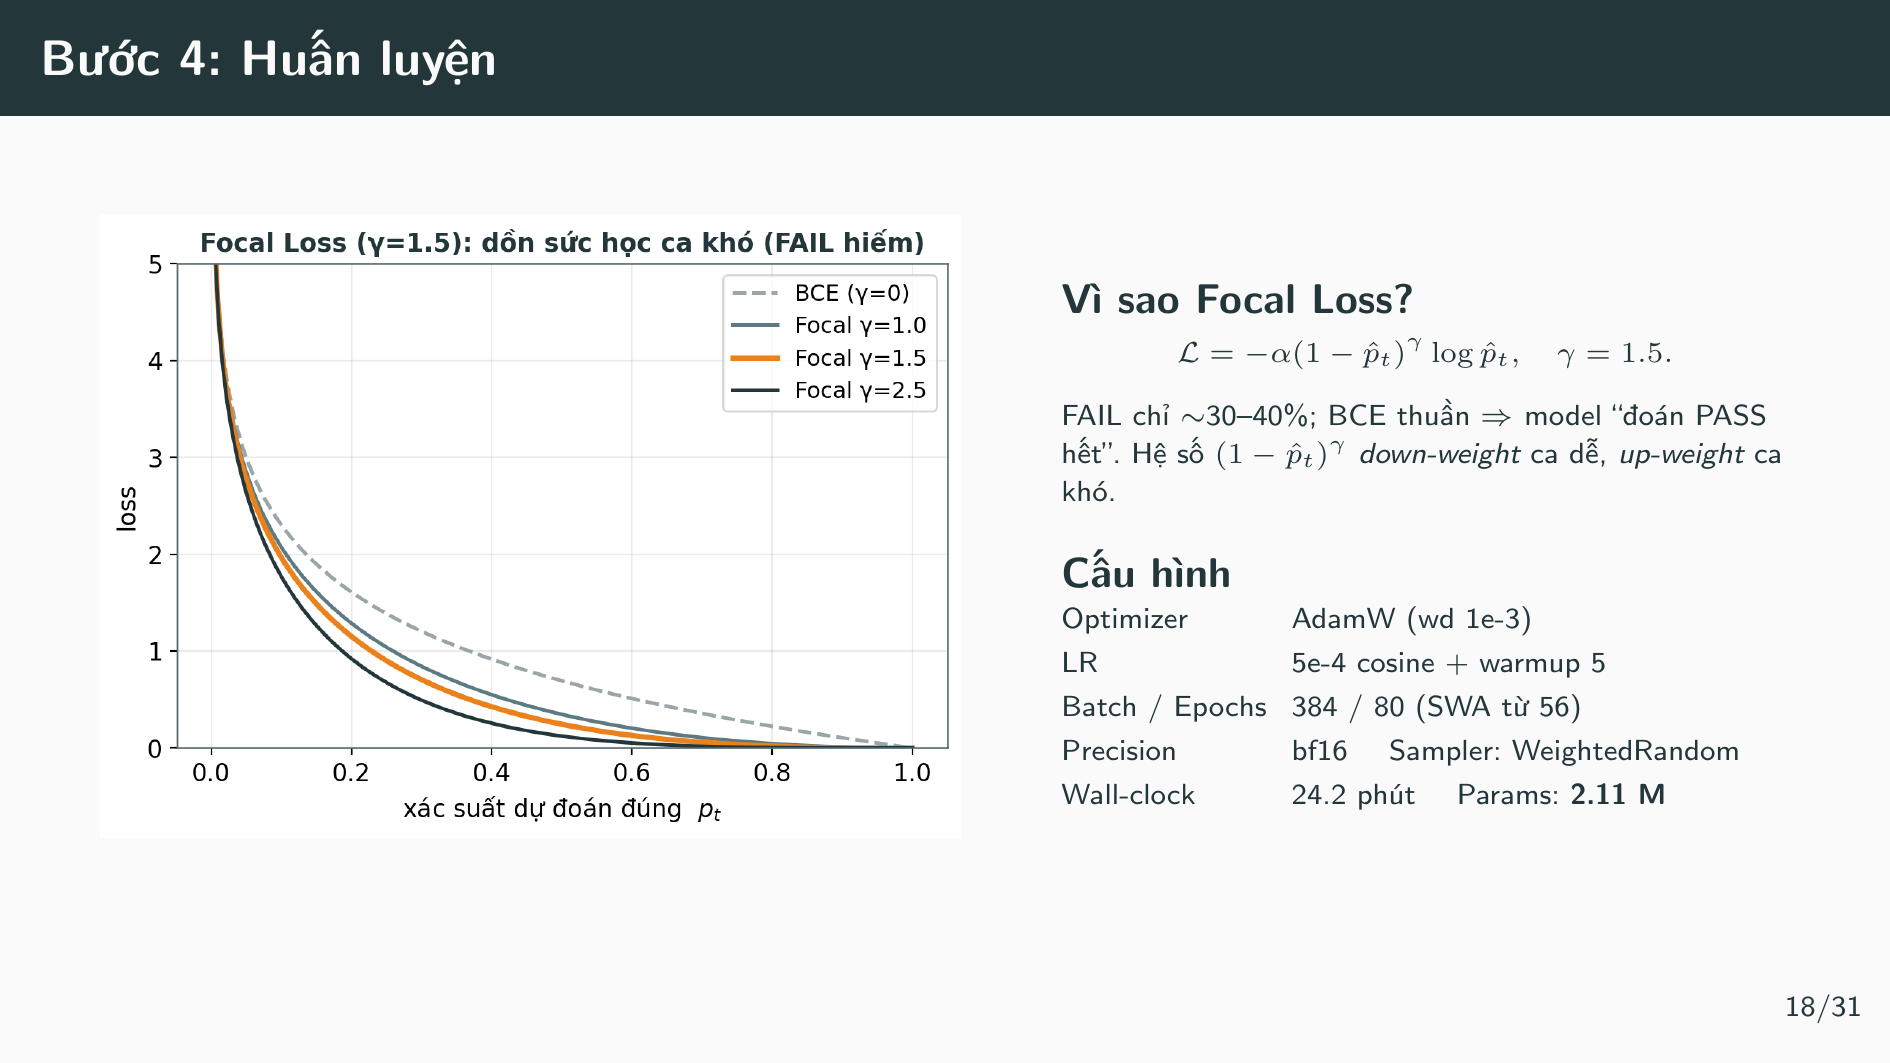 Bước 4: Huấn luyện
Focal Loss (γ=1.5): dồn sức học ca khó (FAIL hiếm)
5
4
3
2
1
0
loss
BCE (γ=0)
Focal γ=1.0
Focal γ=1.5
Focal γ=2.5
0.0 0.2 0.4 0.6 0.8 1.0
xác suất dự đoán đúng pₜ
Vì sao Focal Loss?
ℒ = −α(1 − p̂ₜ)^γ log p̂ₜ, γ = 1.5.
FAIL chỉ ∼30–40%; BCE thuần ⇒ model “đoán PASS
hết”. Hệ số (1 − p̂ₜ)^γ down-weight ca dễ, up-weight ca
khó.
Cấu hình
Optimizer AdamW (wd 1e-3)
LR 5e-4 cosine + warmup 5
Batch / Epochs 384 / 80 (SWA từ 56)
Precision bf16 Sampler: WeightedRandom
Wall-clock 24.2 phút Params: 2.11 M
18/31